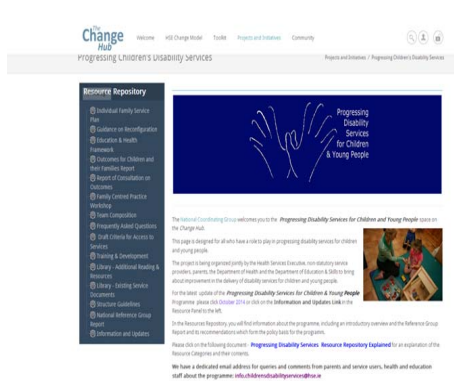 The
Change
Hub
Welcome HSE Change Model Toolkit Projects and Initiatives Community
Progressing Children's Disability Services
Projects and Initiatives / Progressing Children's Disability Services
Resource Repository
Individual Family Service
Plan
Guidance on Reconfiguration
Education & Health
Framework
Outcomes for Children and
their Families Report
Report of Consultation on
Outcomes
Family Centred Practice
Workshop
Team Composition
Frequently Asked Questions
Draft Criteria for Access to
Services
Training & Development
Library - Additional Reading &
Resources
Library - Existing Service
Documents
Structure Guidelines
National Reference Group
Report
Information and Updates
Progressing
Disability
Services
for Children
& Young People
The National Coordinating Group welcomes you to the Progressing Disability Services for Children and Young People space on
the Change Hub.
This page is designed for all who have a role to play in progressing disability services for children
and young people.
The project is being organized jointly by the Health Services Executive, non-statutory service
providers, parents, the Department of Health and the Department of Education & Skills to bring
about improvement in the delivery of disability services for children and young people.
For the latest update of the Progressing Disability Services for Children & Young People
Programme please click October 2014 or click on the Information and Updates Link in the
Resource Panel to the left.
In the Resources Repository, you will find information about the programme, including an introductory overview and the Reference Group
Report and its recommendations which form the policy basis for the programme.
Please click on the following document - Progressing Disability Services: Resource Repository Explained for an explanation of the
Resource Categories and their contents.
We have a dedicated email address for queries and comments from parents and service users, health and education
staff about the programme: info.childrensdisabilityservices@hse.ie